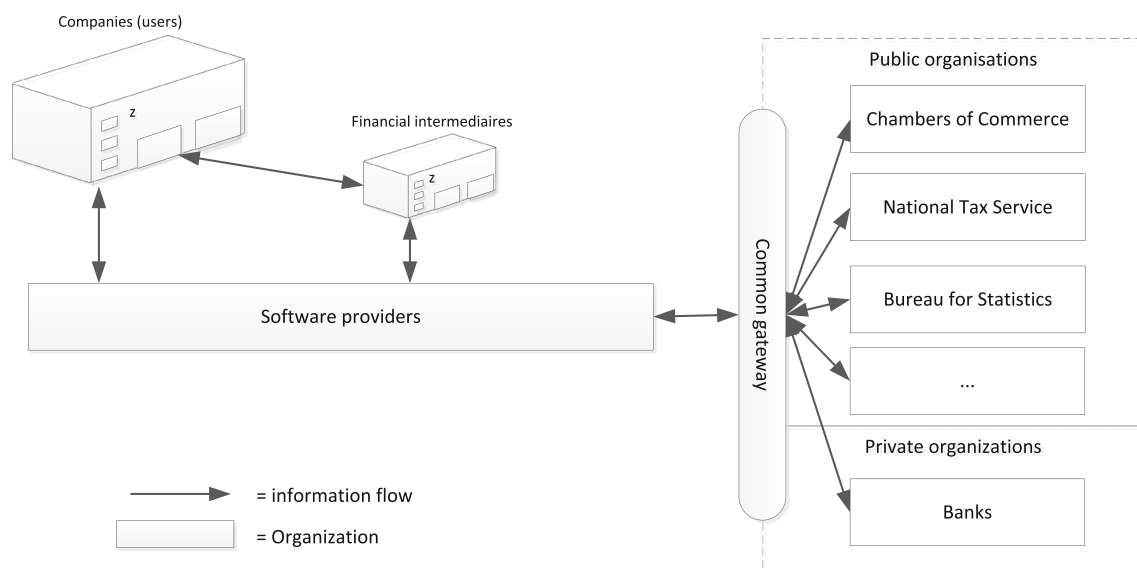 Companies (users)
z
Financial intermediaires
z
Software providers
Common gateway
Public organisations
Chambers of Commerce
National Tax Service
Bureau for Statistics
...
Private organizations
Banks
= information flow
= Organization